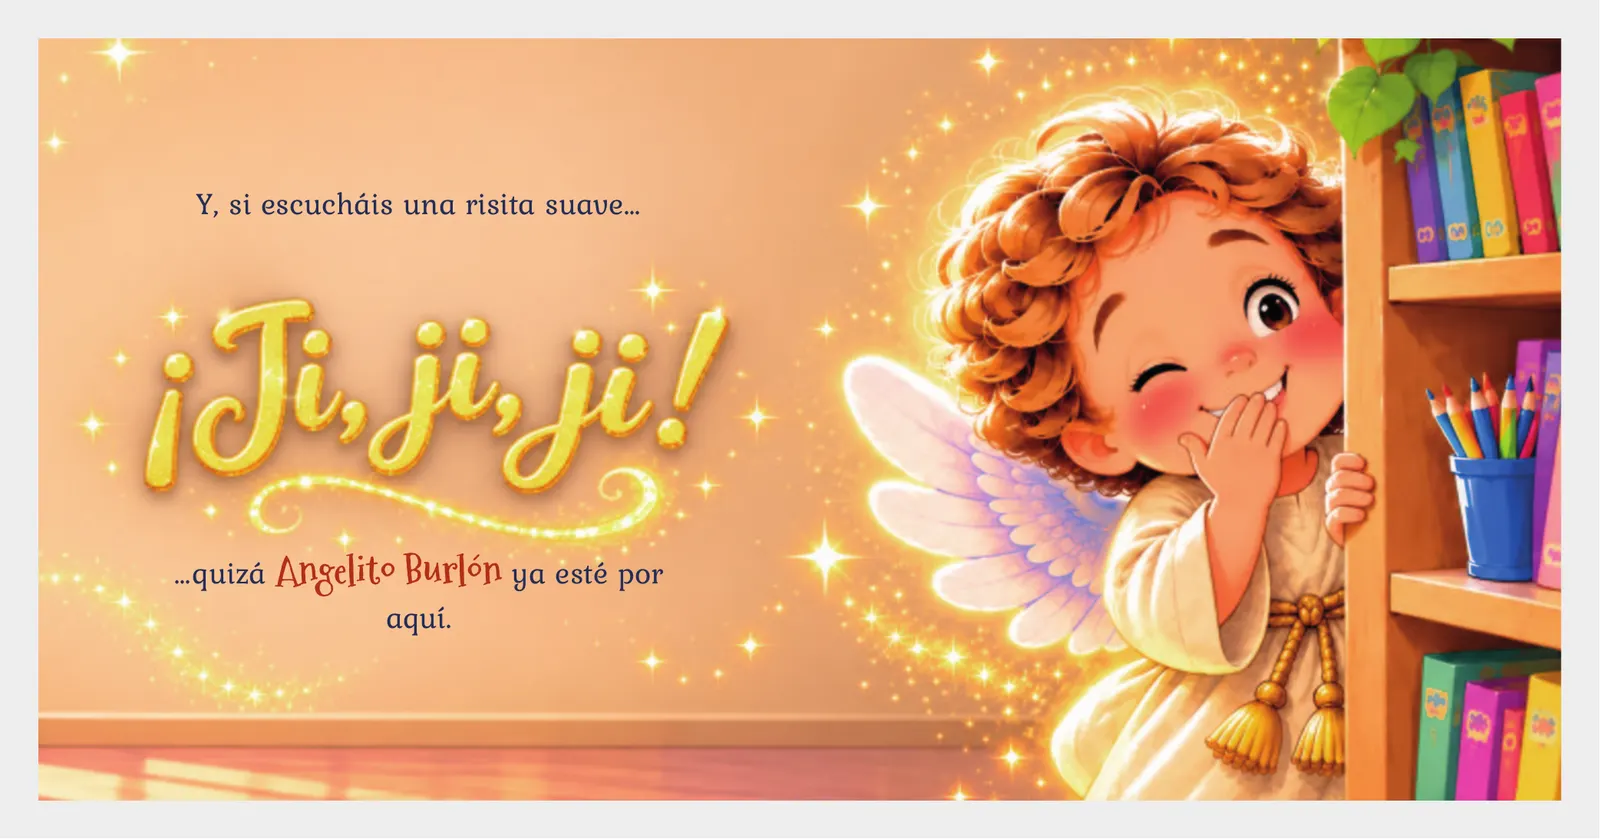 Y, si escucháis una risita suave...
¡Ji, ji, ji!
...quizá Angelito Burlón ya esté por
aquí.